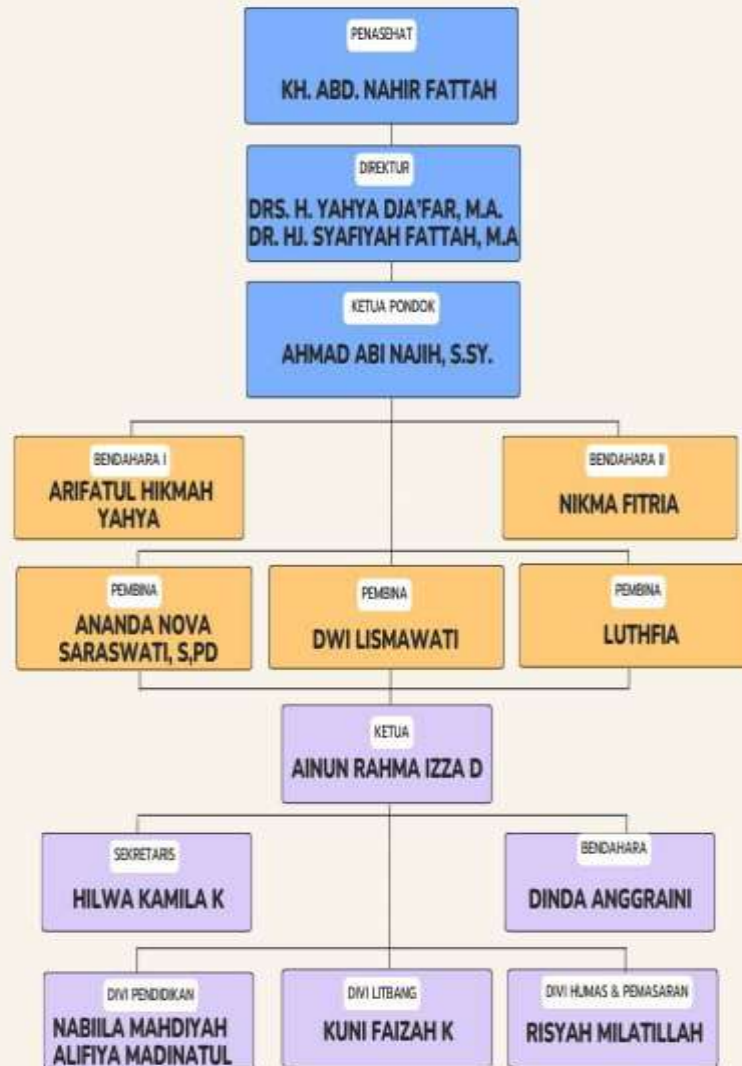 PENASEHAT
KH. ABD. NAHIR FATTAH
DIREKTUR
DRS. H. YAHYA DJA'FAR, M.A.
DR. HJ. SYAFIYAH FATTAH, M.A
KETUA PONDOK
AHMAD ABI NAJIH, S.SY.
BENDAHARA I
ARIFATUL HIKMAH
YAHYA
BENDAHARA II
NIKMA FITRIA
PEMBINA
ANANDA NOVA
SARASWATI, S,PD
PEMBINA
DWI LISMAWATI
PEMBINA
LUTHFIA
KETUA
AINUN RAHMA IZZA D
SEKRETARIS
HILWA KAMILA K
BENDAHARA
DINDA ANGGRAINI
DIVI PENDIDIKAN
NABIILA MAHDIYAH
ALIFIYA MADINATUL
DIVI LITBANG
KUNI FAIZAH K
DIVI HUMAS & PEMASARAN
RISYAH MILATILLAH